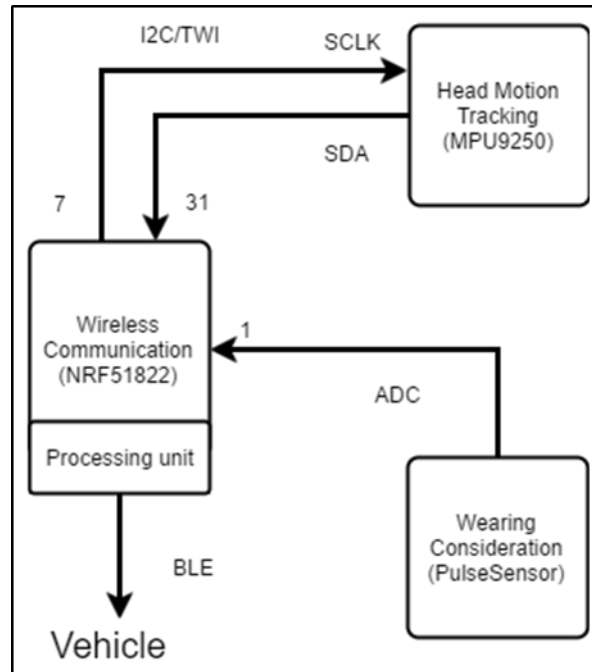 I2C/TWI
SCLK
Head Motion
Tracking
(MPU9250)
SDA
7
31
Wireless
Communication
(NRF51822)
1
ADC
Processing unit
Wearing
Consideration
(PulseSensor)
BLE
Vehicle